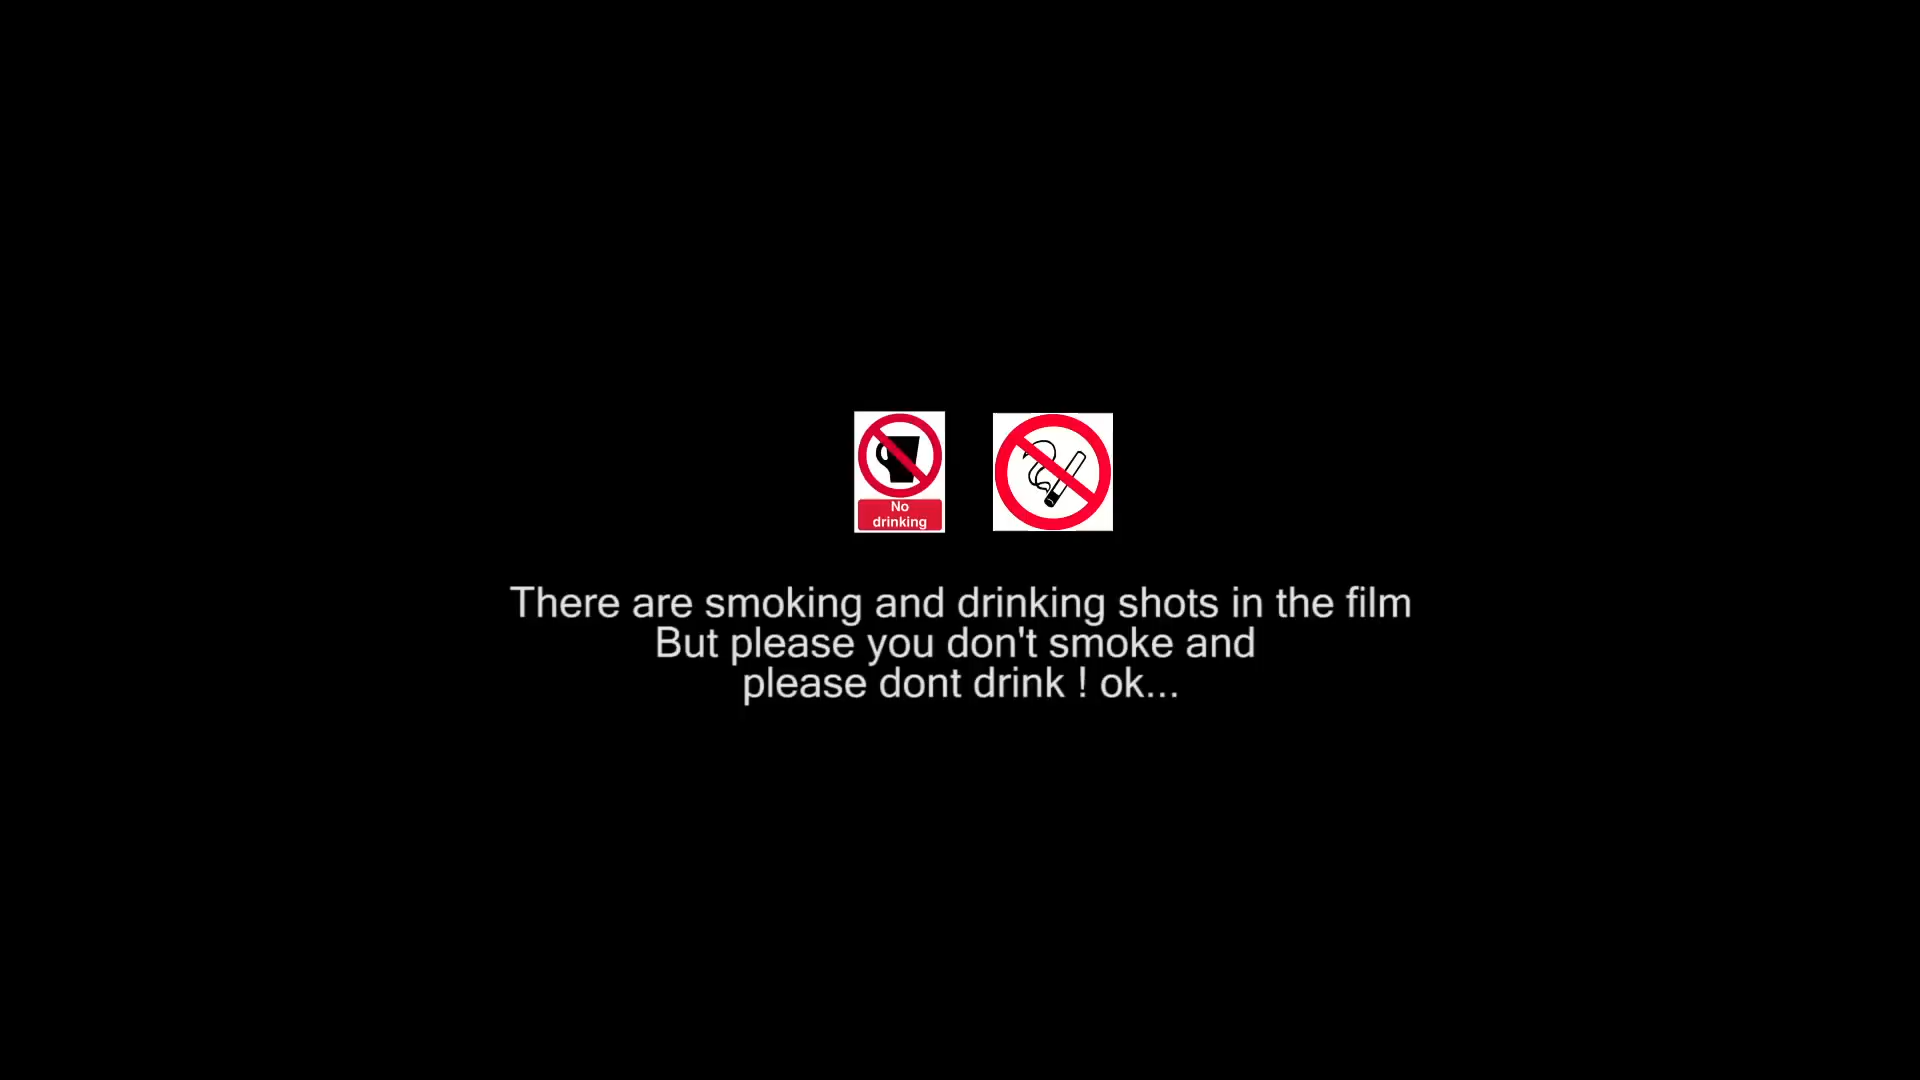 No
drinking
There are smoking and drinking shots in the film
But please you don't smoke and
please dont drink ! ok...